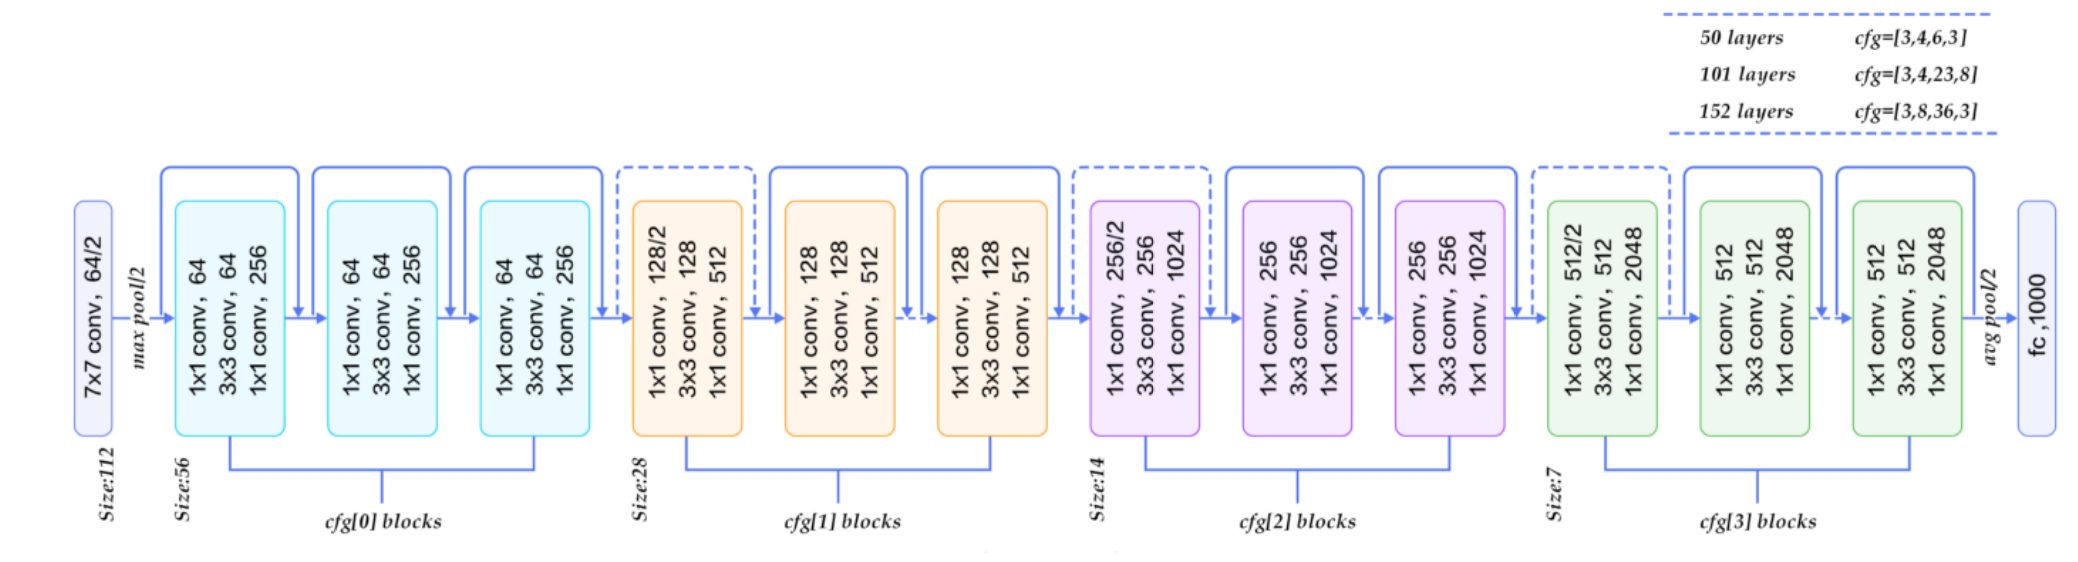 50 layers cfg=[3,4,6,3]
101 layers cfg=[3,4,23,8]
152 layers cfg=[3,8,36,3]
7x7 conv, 64/2
max pool/2
1x1 conv, 64
3x3 conv, 64
1x1 conv, 256
1x1 conv, 64
3x3 conv, 64
1x1 conv, 256
1x1 conv, 64
3x3 conv, 64
1x1 conv, 256
1x1 conv, 128/2
3x3 conv, 128
1x1 conv, 512
1x1 conv, 128
3x3 conv, 128
1x1 conv, 512
1x1 conv, 128
3x3 conv, 128
1x1 conv, 512
1x1 conv, 256/2
3x3 conv, 256
1x1 conv, 1024
1x1 conv, 256
3x3 conv, 256
1x1 conv, 1024
1x1 conv, 256
3x3 conv, 256
1x1 conv, 1024
1x1 conv, 512/2
3x3 conv, 512
1x1 conv, 2048
1x1 conv, 512
3x3 conv, 512
1x1 conv, 2048
1x1 conv, 512
3x3 conv, 512
1x1 conv, 2048
avg pool/2
fc ,1000
Size:112
Size:56
cfg[0] blocks
Size:28
cfg[1] blocks
Size:14
cfg[2] blocks
Size:7
cfg[3] blocks